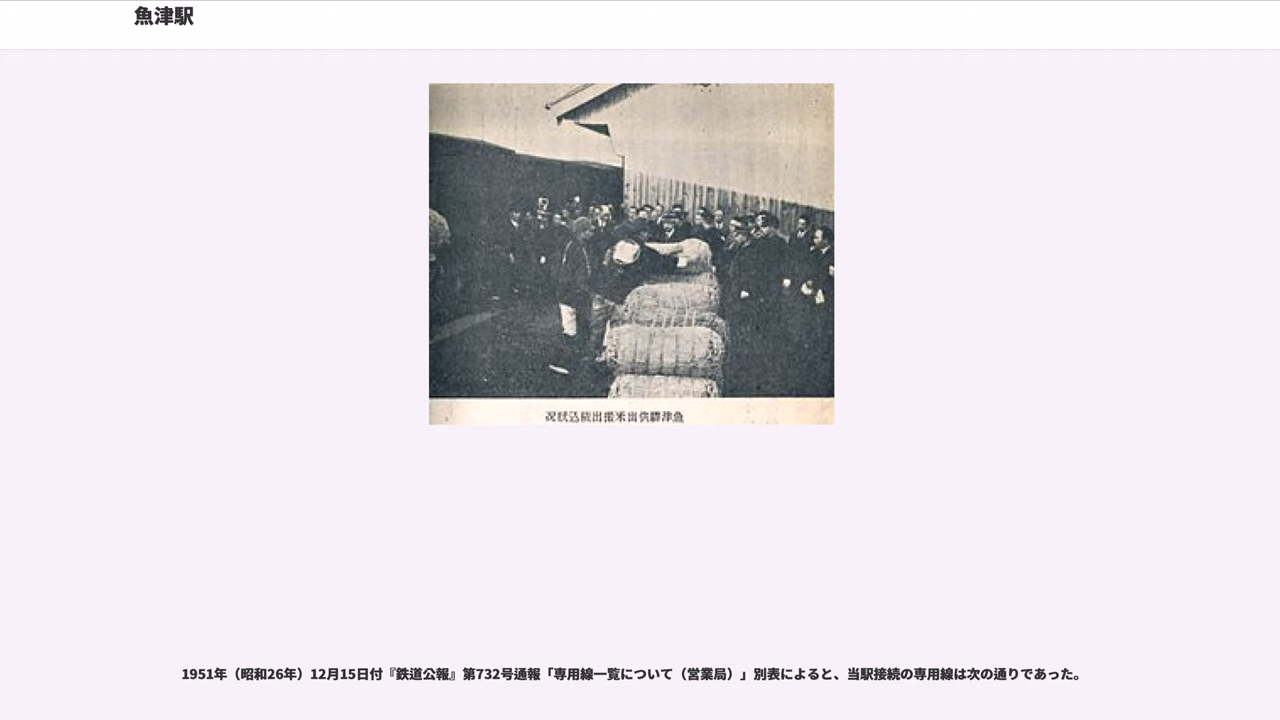 魚津駅
魚津驛供出米搬出積込狀況
1951年（昭和26年）12月15日付『鉄道公報』第732号通報「専用線一覧について（営業局）」別表によると、当駅接続の専用線は次の通りであった。